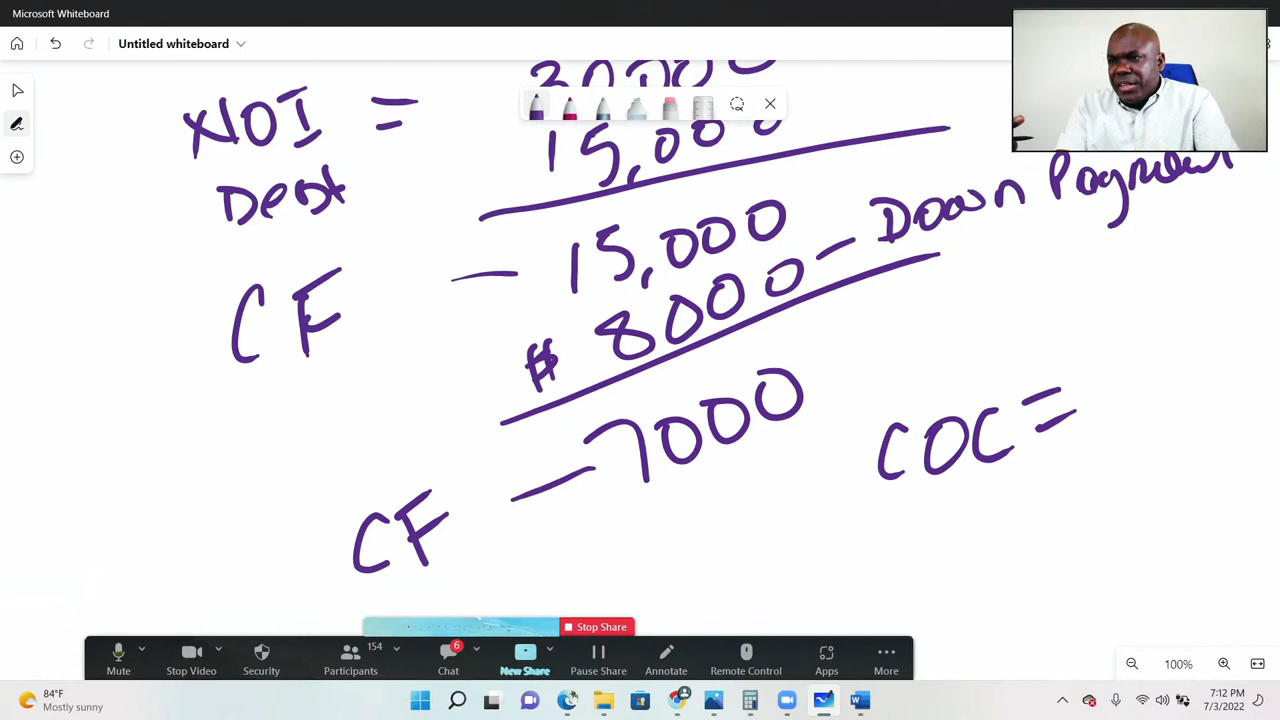 Microsoft Whiteboard
Untitled whiteboard
NOI =
15,000
Debt
- 15,000 - Down Payment
CF
$ 8000
- 7000
COC =
CF
Stop Share
154
6
Mute
Stop Video
Security
Participants
Chat
New Share
Pause Share
Annotate
Remote Control
Apps
More
100%
84°F
Mostly sunny
7:12 PM
7/3/2022